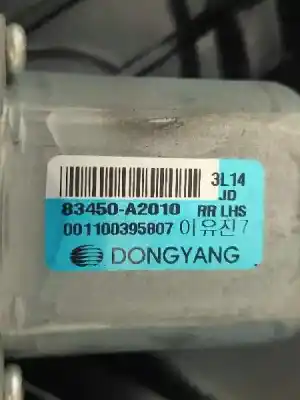 3L14
JD
83450-A2010 RR LHS
001100395807 이유진7
DONGYANG